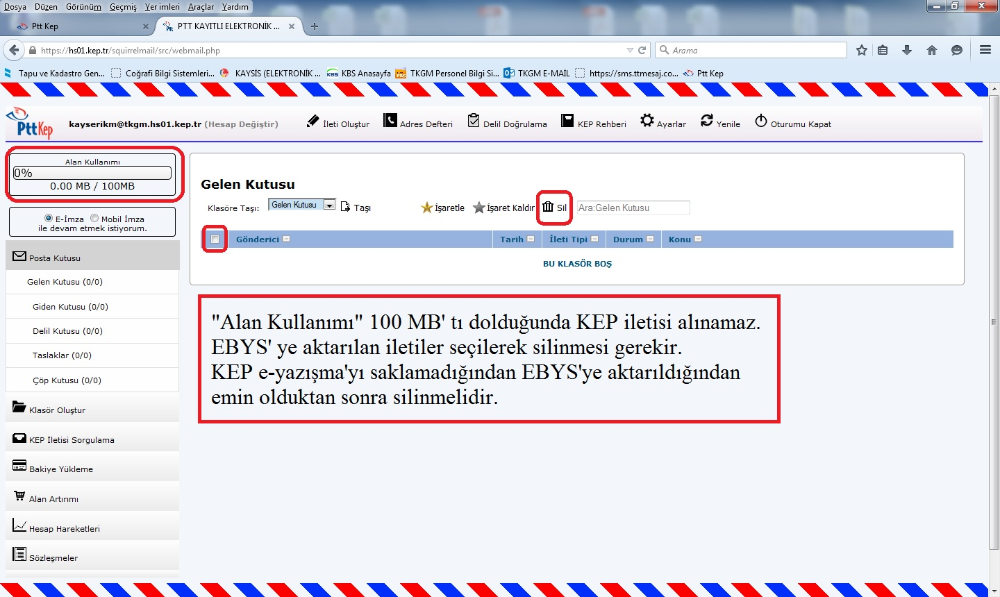 Dosya Düzen Görünüm Geçmiş Yer imleri Araçlar Yardım
Ptt Kep
PTT KAYITLI ELEKTRONİK ...
https://hs01.kep.tr/squirrelmail/src/webmail.php
Arama
Tapu ve Kadastro Gen... Coğrafi Bilgi Sistemleri... KAYSİS (ELEKTRONİK ... KBS KBS Anasayfa TKGM Personel Bilgi Si... TKGM E-MAİL https://sms.ttmesaj.co... Ptt Kep
PttKep
kayserikm@tkgm.hs01.kep.tr (Hesap Değiştir)
İleti Oluştur Adres Defteri Delil Doğrulama KEP Rehberi Ayarlar Yenile Oturumu Kapat
Alan Kullanımı
0%
0.00 MB / 100MB
E-İmza Mobil İmza
ile devam etmek istiyorum.
Posta Kutusu
Gelen Kutusu (0/0)
Giden Kutusu (0/0)
Delil Kutusu (0/0)
Taslaklar (0/0)
Çöp Kutusu (0/0)
Klasör Oluştur
KEP İletisi Sorgulama
Bakiye Yükleme
Alan Artırımı
Hesap Hareketleri
Sözleşmeler
Gelen Kutusu
Klasöre Taşı: Gelen Kutusu Taşı İşaretle İşaret Kaldır Sil Ara:Gelen Kutusu
Gönderici Tarih İleti Tipi Durum Konu
BU KLASÖR BOŞ
"Alan Kullanımı" 100 MB' tı dolduğunda KEP iletisi alınamaz.
EBYS' ye aktarılan iletiler seçilerek silinmesi gerekir.
KEP e-yazışma'yı saklamadığından EBYS'ye aktarıldığından
emin olduktan sonra silinmelidir.